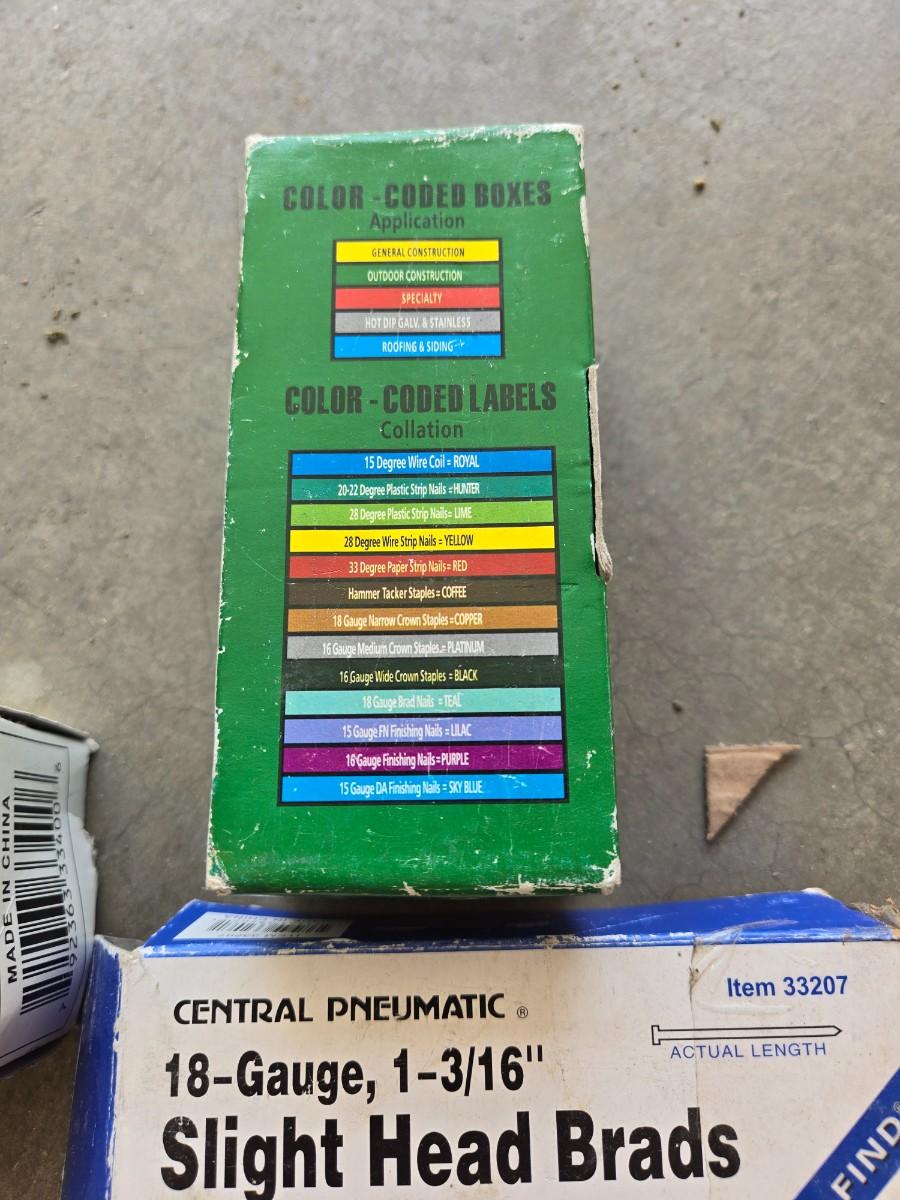 COLOR - CODED BOXES
Application
GENERAL CONSTRUCTION
OUTDOOR CONSTRUCTION
SPECIALTY
HOT DIP GALV. & STAINLESS
ROOFING & SIDING
COLOR - CODED LABELS
Collation
15 Degree Wire Coil = ROYAL
20-22 Degree Plastic Strip Nails = HUNTER
28 Degree Plastic Strip Nails= LIME
28 Degree Wire Strip Nails = YELLOW
33 Degree Paper Strip Nails= RED
Hammer Tacker Staples = COFFEE
18 Gauge Narrow Crown Staples = COPPER
16 Gauge Medium Crown Staples.= PLATINUM
16 Gauge Wide Crown Staples = BLACK
18 Gauge Brad Nails = TEAL
15 Gauge FN Finishing Nails = LILAC
16 Gauge Finishing Nails = PURPLE
15 Gauge DA Finishing Nails = SKY BLUE
MADE IN CHINA
7 92363 33400 6
CENTRAL PNEUMATIC ®
Item 33207
ACTUAL LENGTH
18-Gauge, 1-3/16"
Slight Head Brads
FIND